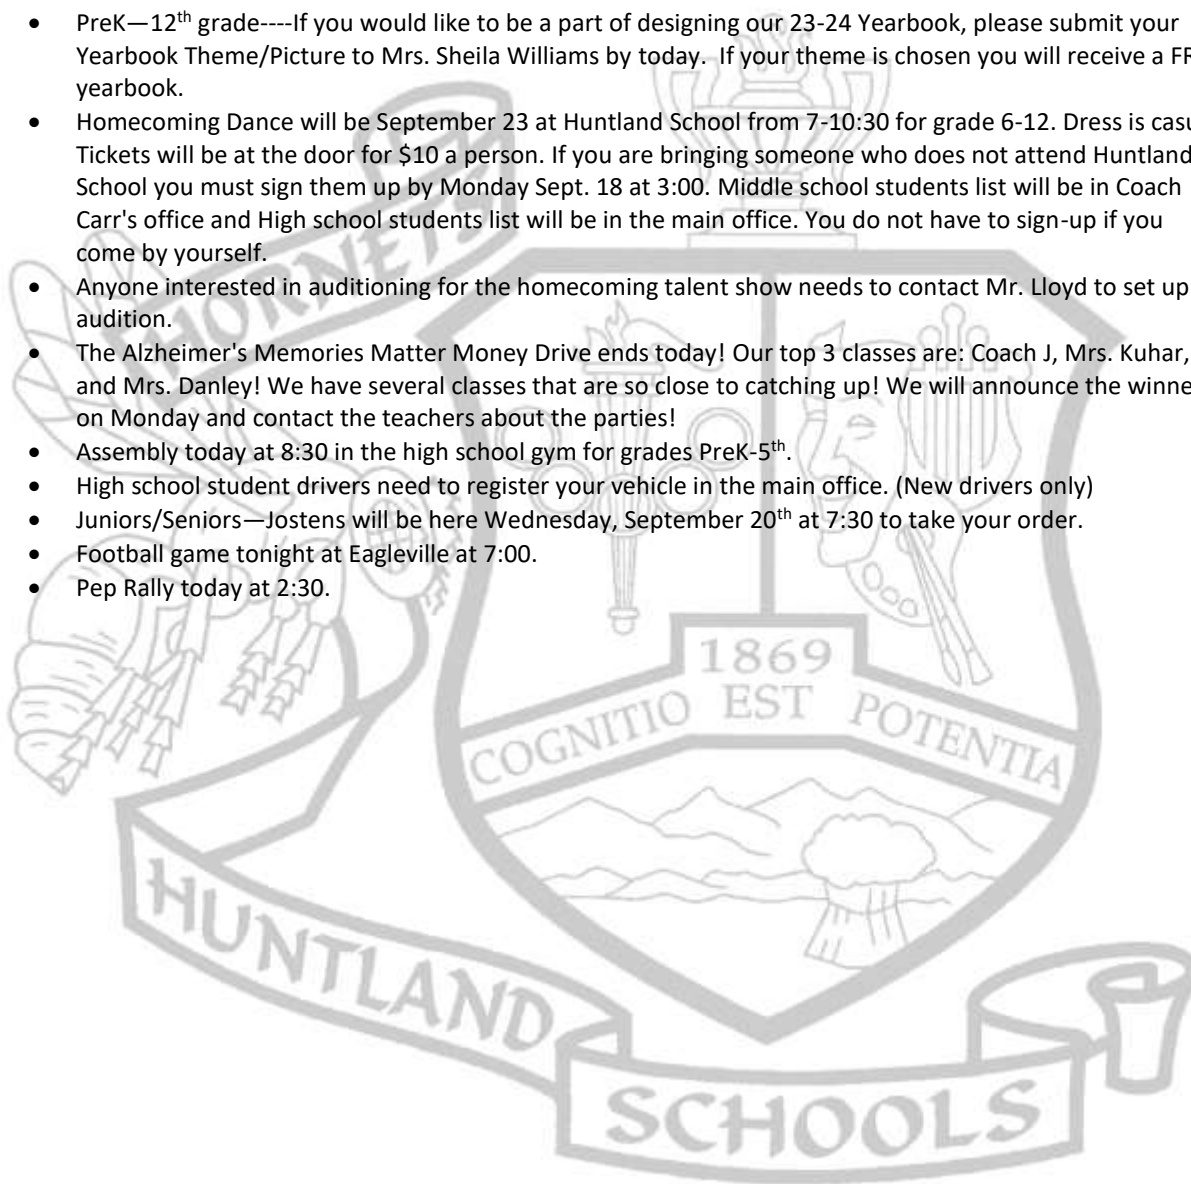 • PreK—12th grade----If you would like to be a part of designing our 23-24 Yearbook, please submit your
Yearbook Theme/Picture to Mrs. Sheila Williams by today.  If your theme is chosen you will receive a FR
yearbook.
• Homecoming Dance will be September 23 at Huntland School from 7-10:30 for grade 6-12. Dress is casu
Tickets will be at the door for $10 a person. If you are bringing someone who does not attend Huntland
School you must sign them up by Monday Sept. 18 at 3:00. Middle school students list will be in Coach
Carr's office and High school students list will be in the main office. You do not have to sign-up if you
come by yourself.
• Anyone interested in auditioning for the homecoming talent show needs to contact Mr. Lloyd to set up
audition.
• The Alzheimer's Memories Matter Money Drive ends today! Our top 3 classes are: Coach J, Mrs. Kuhar,
and Mrs. Danley! We have several classes that are so close to catching up! We will announce the winne
on Monday and contact the teachers about the parties!
• Assembly today at 8:30 in the high school gym for grades PreK-5th.
• High school student drivers need to register your vehicle in the main office. (New drivers only)
• Juniors/Seniors—Jostens will be here Wednesday, September 20th at 7:30 to take your order.
• Football game tonight at Eagleville at 7:00.
• Pep Rally today at 2:30.
HORNETS
1869
COGNITIO EST POTENTIA
HUNTLAND
SCHOOLS